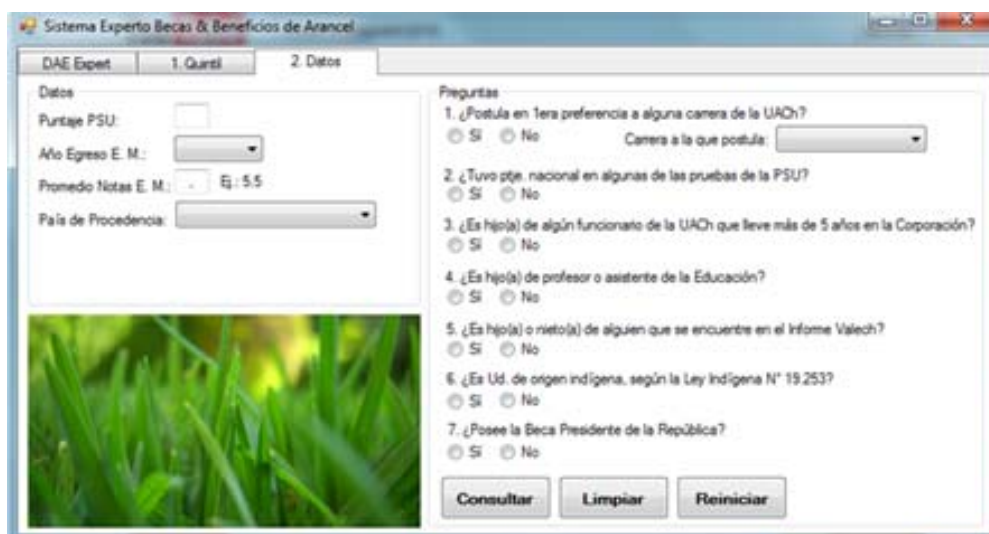 Sistema Experto Becas & Beneficios de Arancel
DAE Expert
1. Quintil
2. Datos
Datos
Puntaje PSU:
Año Egreso E. M.:
Promedio Notas E. M.: . Ej.: 5.5
País de Procedencia:
Preguntas
1. ¿Postula en 1era preferencia a alguna carrera de la UACh?
Sí No Carrera a la que postula:
2. ¿Tuvo ptje. nacional en algunas de las pruebas de la PSU?
Sí No
3. ¿Es hijo(a) de algún funcionario de la UACh que lleve más de 5 años en la Corporación?
Sí No
4. ¿Es hijo(a) de profesor o asistente de la Educación?
Sí No
5. ¿Es hijo(a) o nieto(a) de alguien que se encuentre en el Informe Valech?
Sí No
6. ¿Es Ud. de origen indígena, según la Ley Indígena N° 19.253?
Sí No
7. ¿Posee la Beca Presidente de la República?
Sí No
Consultar Limpiar Reiniciar